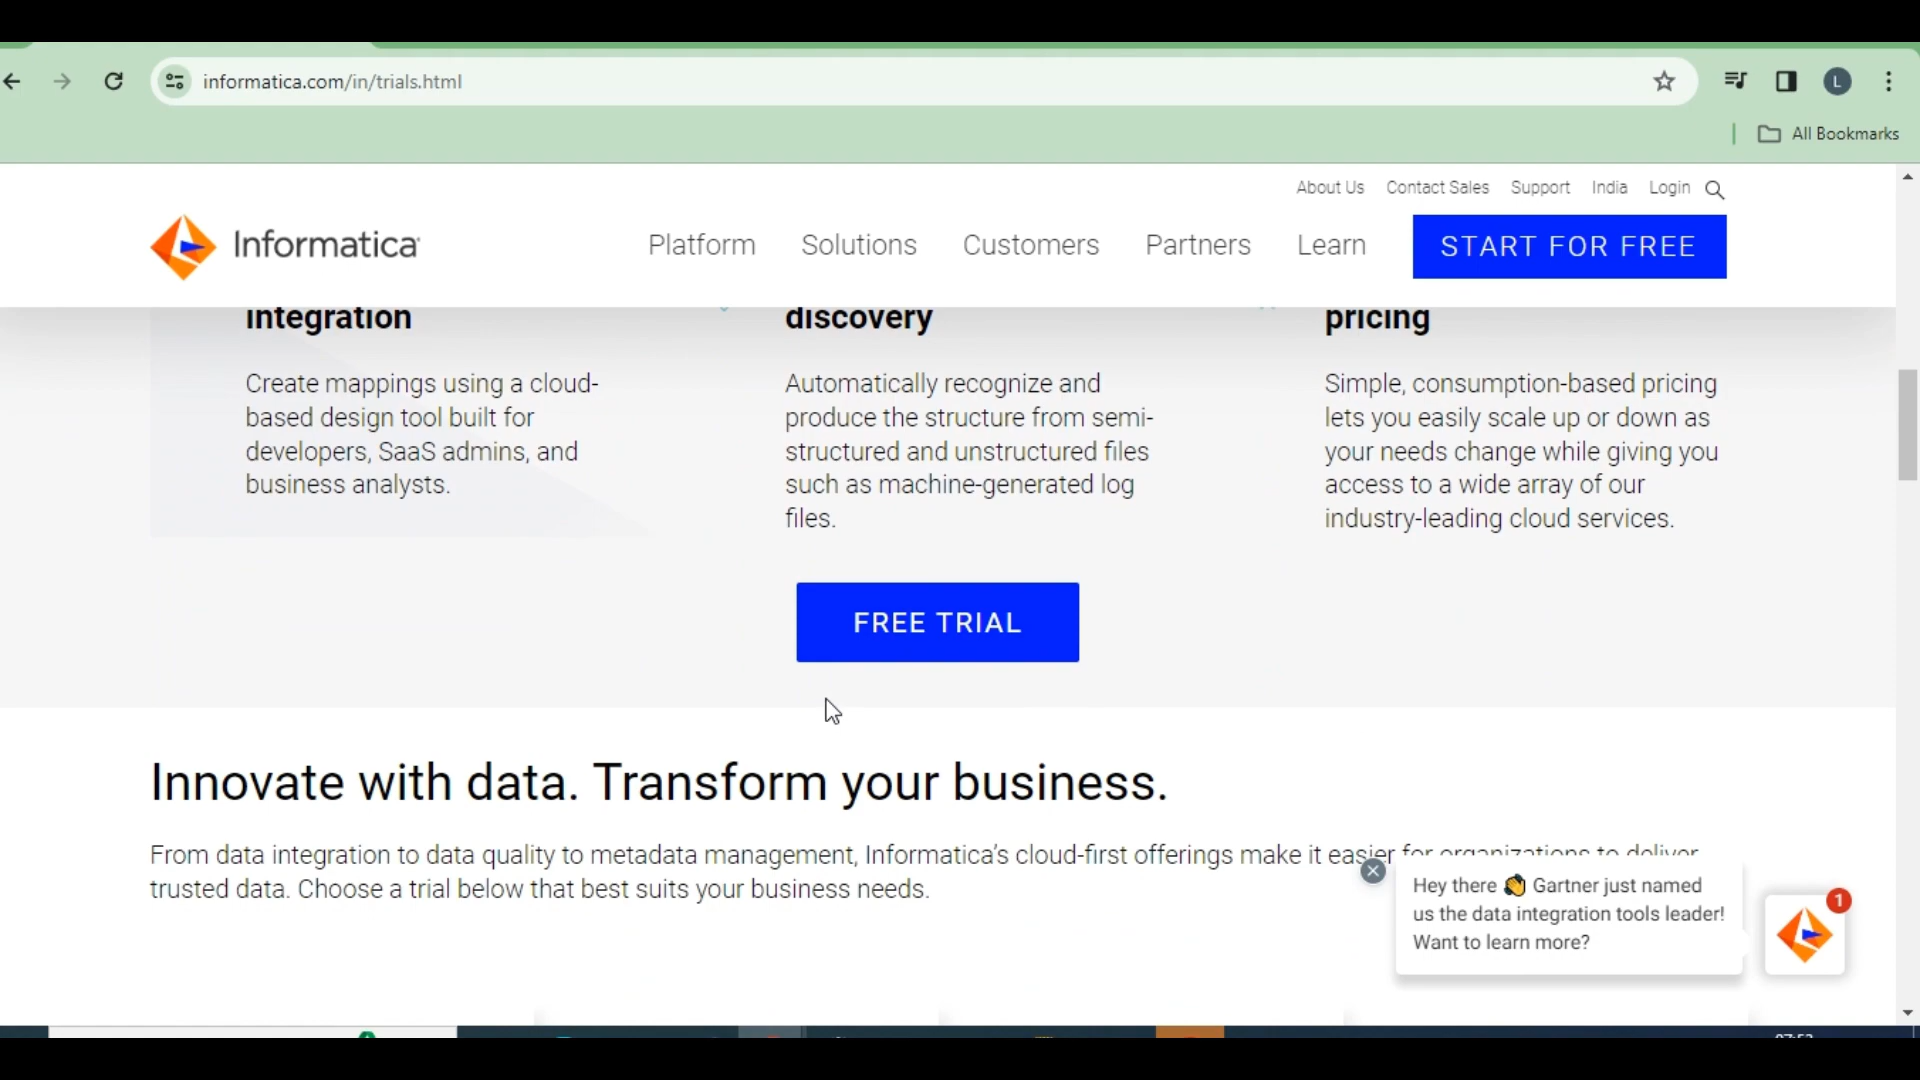 informatica.com/in/trials.html
L
All Bookmarks
About Us Contact Sales Support India Login
Informatica
Platform Solutions Customers Partners Learn START FOR FREE
integration
discovery
pricing
Create mappings using a cloud-
based design tool built for
developers, SaaS admins, and
business analysts.
Automatically recognize and
produce the structure from semi-
structured and unstructured files
such as machine-generated log
files.
Simple, consumption-based pricing
lets you easily scale up or down as
your needs change while giving you
access to a wide array of our
industry-leading cloud services.
FREE TRIAL
Innovate with data. Transform your business.
From data integration to data quality to metadata management, Informatica’s cloud-first offerings make it easier for organizations to deliver
trusted data. Choose a trial below that best suits your business needs.
Hey there 👏 Gartner just named
us the data integration tools leader!
Want to learn more?
1